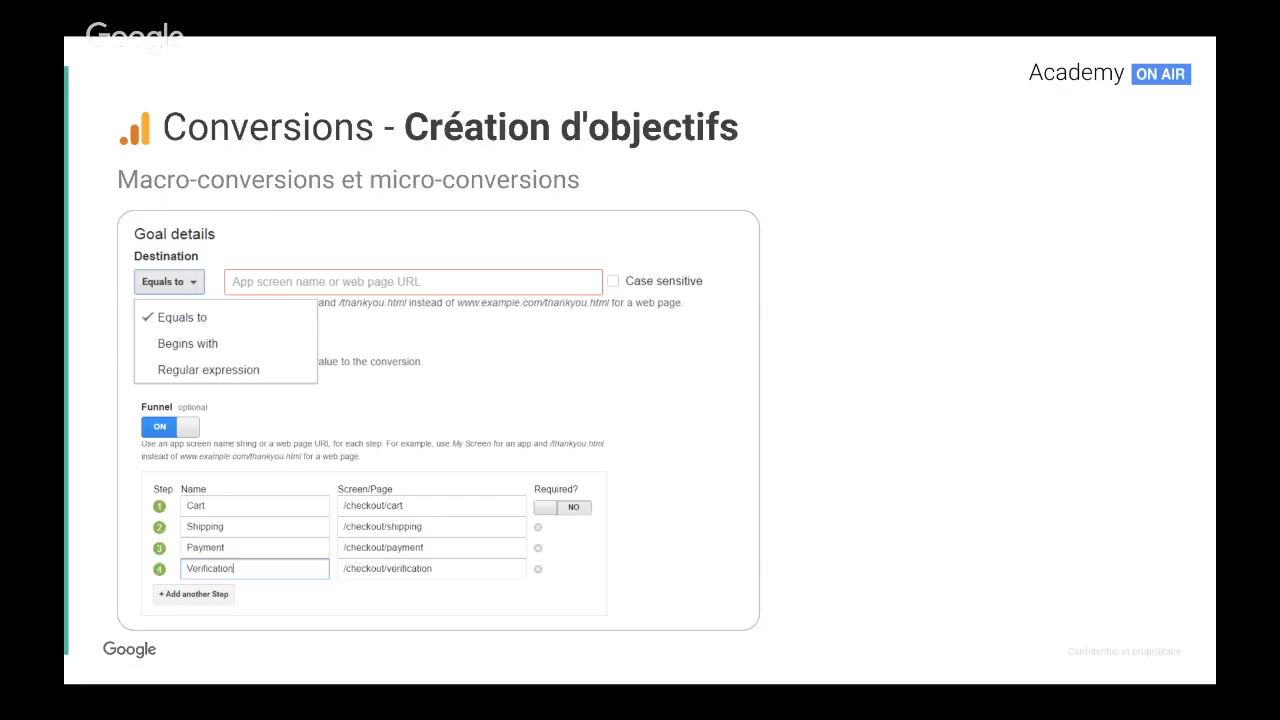 Google
Academy ON AIR
Conversions - Création d'objectifs
Macro-conversions et micro-conversions
Goal details
Destination
Equals to
App screen name or web page URL
Case sensitive
and /thankyou.html instead of www.example.com/thankyou.html for a web page.
Equals to
Begins with
Regular expression
value to the conversion.
Funnel optional
ON
Use an app screen name string or a web page URL for each step. For example, use My Screen for an app and /thankyou.html
instead of www.example.com/thankyou.html for a web page.
Step Name Screen/Page Required?
1 Cart /checkout/cart NO
2 Shipping /checkout/shipping
3 Payment /checkout/payment
4 Verification /checkout/verification
+ Add another Step
Google
Confidentiel et propriétaire